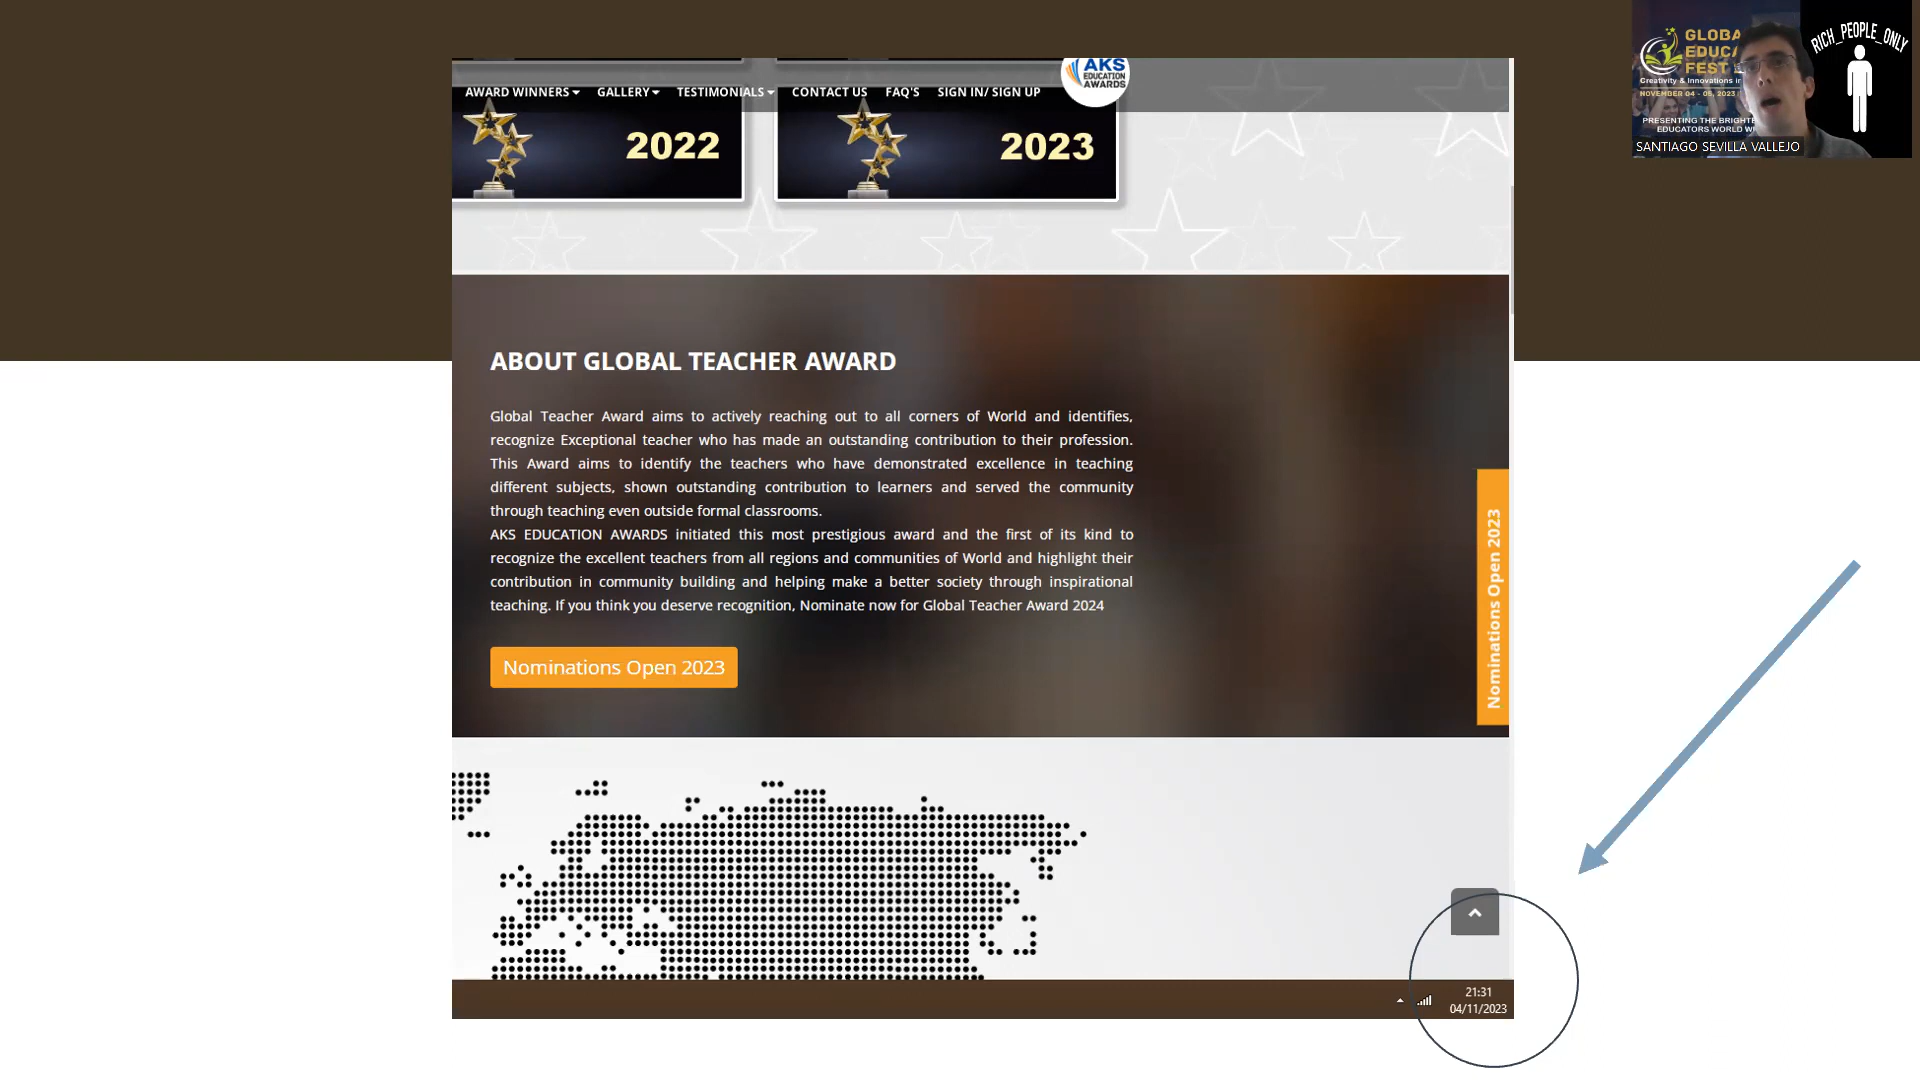 AWARD WINNERS GALLERY TESTIMONIALS CONTACT US FAQ'S SIGN IN/ SIGN UP
AKS
EDUCATION
AWARDS
2022
2023
ABOUT GLOBAL TEACHER AWARD
Global Teacher Award aims to actively reaching out to all corners of World and identifies,
recognize Exceptional teacher who has made an outstanding contribution to their profession.
This Award aims to identify the teachers who have demonstrated excellence in teaching
different subjects, shown outstanding contribution to learners and served the community
through teaching even outside formal classrooms.
AKS EDUCATION AWARDS initiated this most prestigious award and the first of its kind to
recognize the excellent teachers from all regions and communities of World and highlight their
contribution in community building and helping make a better society through inspirational
teaching. If you think you deserve recognition, Nominate now for Global Teacher Award 2024
Nominations Open 2023
Nominations Open 2023
21:31
04/11/2023
GLOBA
EDUCA
FEST
Creativity & Innovations in
NOVEMBER 04 - 05, 2023
PRESENTING THE BRIGHTE
EDUCATORS WORLD WI
SANTIAGO SEVILLA VALLEJO
RICH_PEOPLE_ONLY